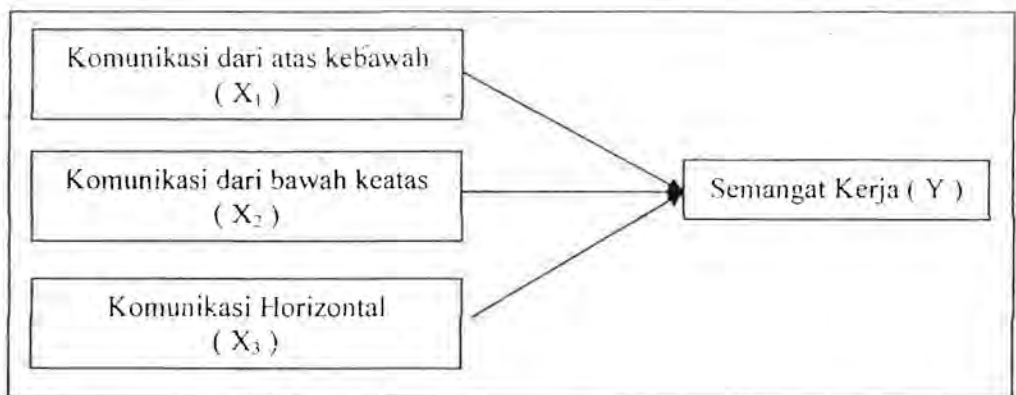 Komunikasi dari atas kebawah
( X₁ )
Komunikasi dari bawah keatas
( X₂ )
Semangat Kerja ( Y )
Komunikasi Horizontal
( X₃ )